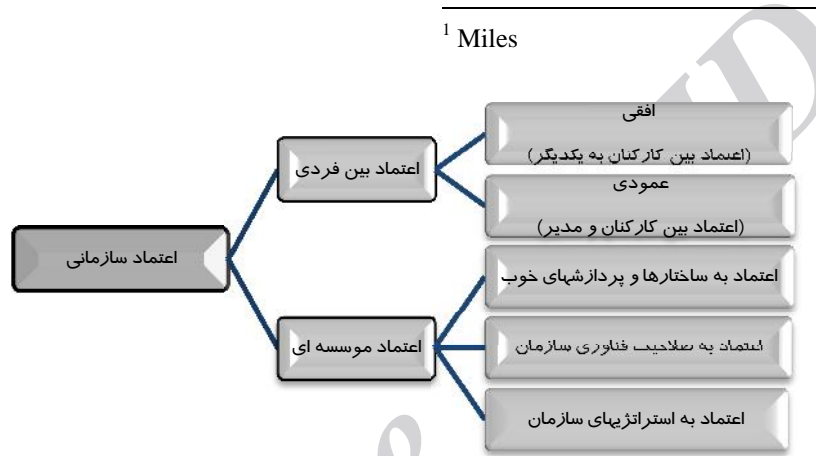 1 Miles
افقی
(اعتماد بین کارکنان به یکدیگر)
اعتماد بین فردی
عمودی
(اعتماد بین کارکنان و مدیر)
اعتماد سازمانی
اعتماد به ساختارها و پردازشهای خوب
اعتماد موسسه ای
اعتماد به صلاحیت فناوری سازمان
اعتماد به استراتژیهای سازمان